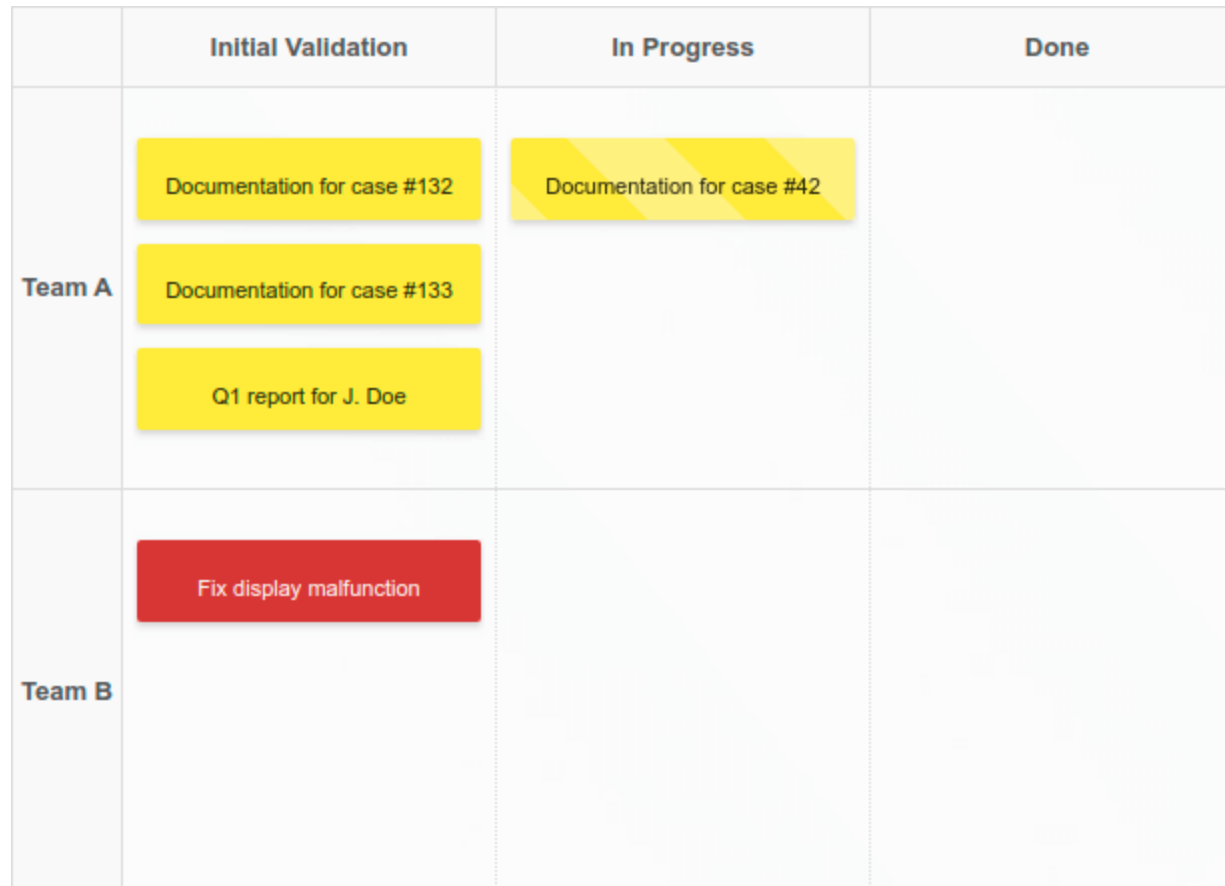 Initial Validation
In Progress
Done
Team A
Documentation for case #132
Documentation for case #42
Documentation for case #133
Q1 report for J. Doe
Team B
Fix display malfunction